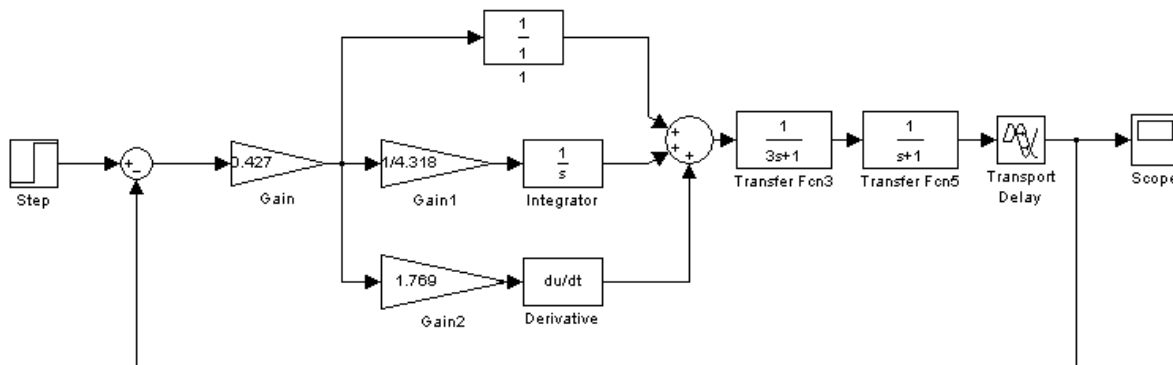 1
1
1
Step
+
−
0.427
Gain
1/4.318
Gain1
1
s
Integrator
1.769
Gain2
du/dt
Derivative
+
+
+
1
3s+1
Transfer Fcn3
1
s+1
Transfer Fcn5
Transport
Delay
Scope